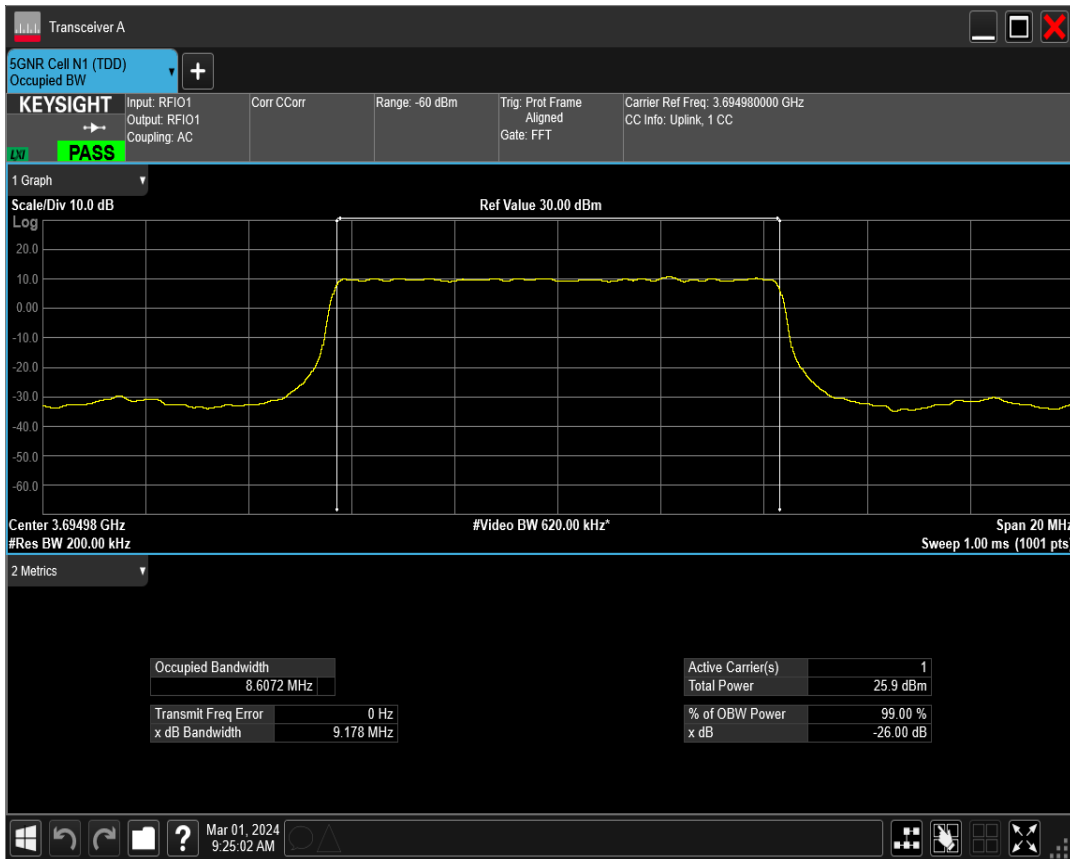 Transceiver A
5GNR Cell N1 (TDD)
Occupied BW
+
KEYSIGHT
LXI
PASS
Input: RFIO1
Output: RFIO1
Coupling: AC
Corr CCorr
Range: -60 dBm
Trig: Prot Frame
Aligned
Gate: FFT
Carrier Ref Freq: 3.694980000 GHz
CC Info: Uplink, 1 CC
1 Graph
Scale/Div 10.0 dB
Ref Value 30.00 dBm
Log
20.0
10.0
0.00
-10.0
-20.0
-30.0
-40.0
-50.0
-60.0
Center 3.69498 GHz
#Video BW 620.00 kHz*
Span 20 MHz
#Res BW 200.00 kHz
Sweep 1.00 ms (1001 pts)
2 Metrics
Occupied Bandwidth
8.6072 MHz
Transmit Freq Error 0 Hz
x dB Bandwidth 9.178 MHz
Active Carrier(s) 1
Total Power 25.9 dBm
% of OBW Power 99.00 %
x dB -26.00 dB
?
Mar 01, 2024
9:25:02 AM